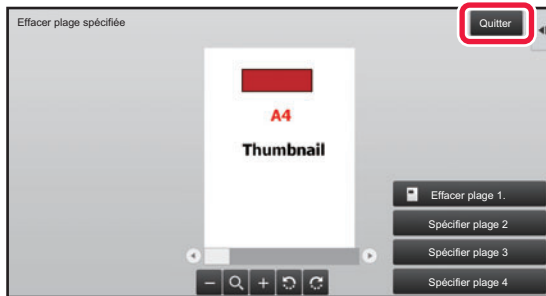 Effacer plage spécifiée
Quitter
A4
Thumbnail
Effacer plage 1.
Spécifier plage 2
Spécifier plage 3
Spécifier plage 4